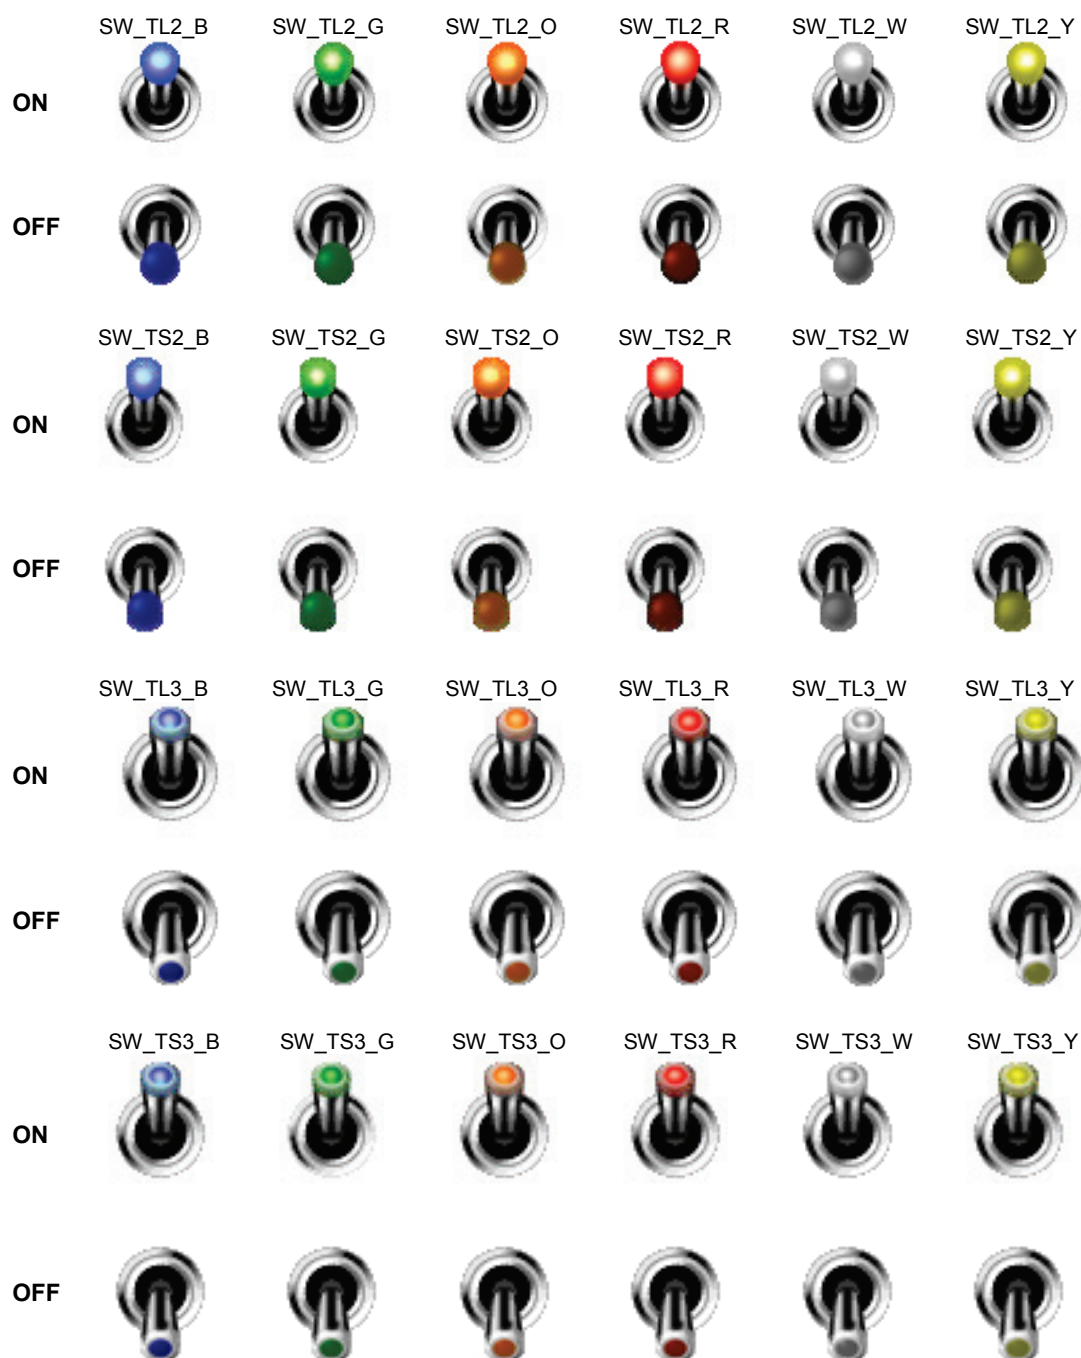 SW_TL2_B SW_TL2_G SW_TL2_O SW_TL2_R SW_TL2_W SW_TL2_Y
ON
OFF
SW_TS2_B SW_TS2_G SW_TS2_O SW_TS2_R SW_TS2_W SW_TS2_Y
ON
OFF
SW_TL3_B SW_TL3_G SW_TL3_O SW_TL3_R SW_TL3_W SW_TL3_Y
ON
OFF
SW_TS3_B SW_TS3_G SW_TS3_O SW_TS3_R SW_TS3_W SW_TS3_Y
ON
OFF